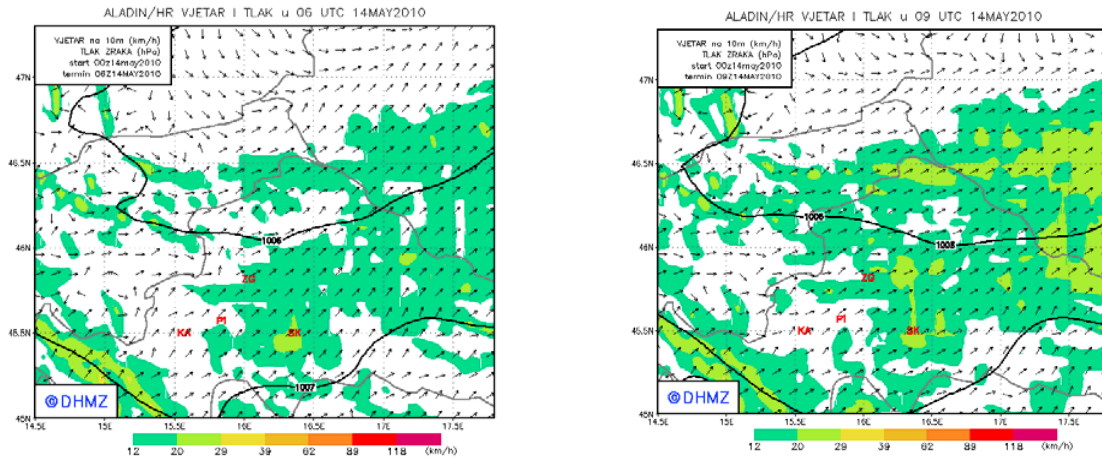 ALADIN/HR VJETAR I TLAK u 06 UTC 14MAY2010
VJETAR na 10m (km/h)
TLAK ZRAKA (hPa)
start 00z14may2010
termin 06Z14MAY2010
47N
46.5N
46N
45.5N
45N
1006
ZG
P1
KA
SK
1007
@DHMZ
14.5E 15E 15.5E 16E 16.5E 17E 17.5E
12 20 29 39 62 89 118 (km/h)
ALADIN/HR VJETAR I TLAK u 09 UTC 14MAY2010
VJETAR na 10m (km/h)
TLAK ZRAKA (hPa)
start 00z14may2010
termin 09Z14MAY2010
47N
46.5N
46N
45.5N
45N
1006
ZG
P1
KA
SK
1007
@DHMZ
14.5E 15E 15.5E 16E 16.5E 17E 17.5E
12 20 29 39 62 89 118 (km/h)